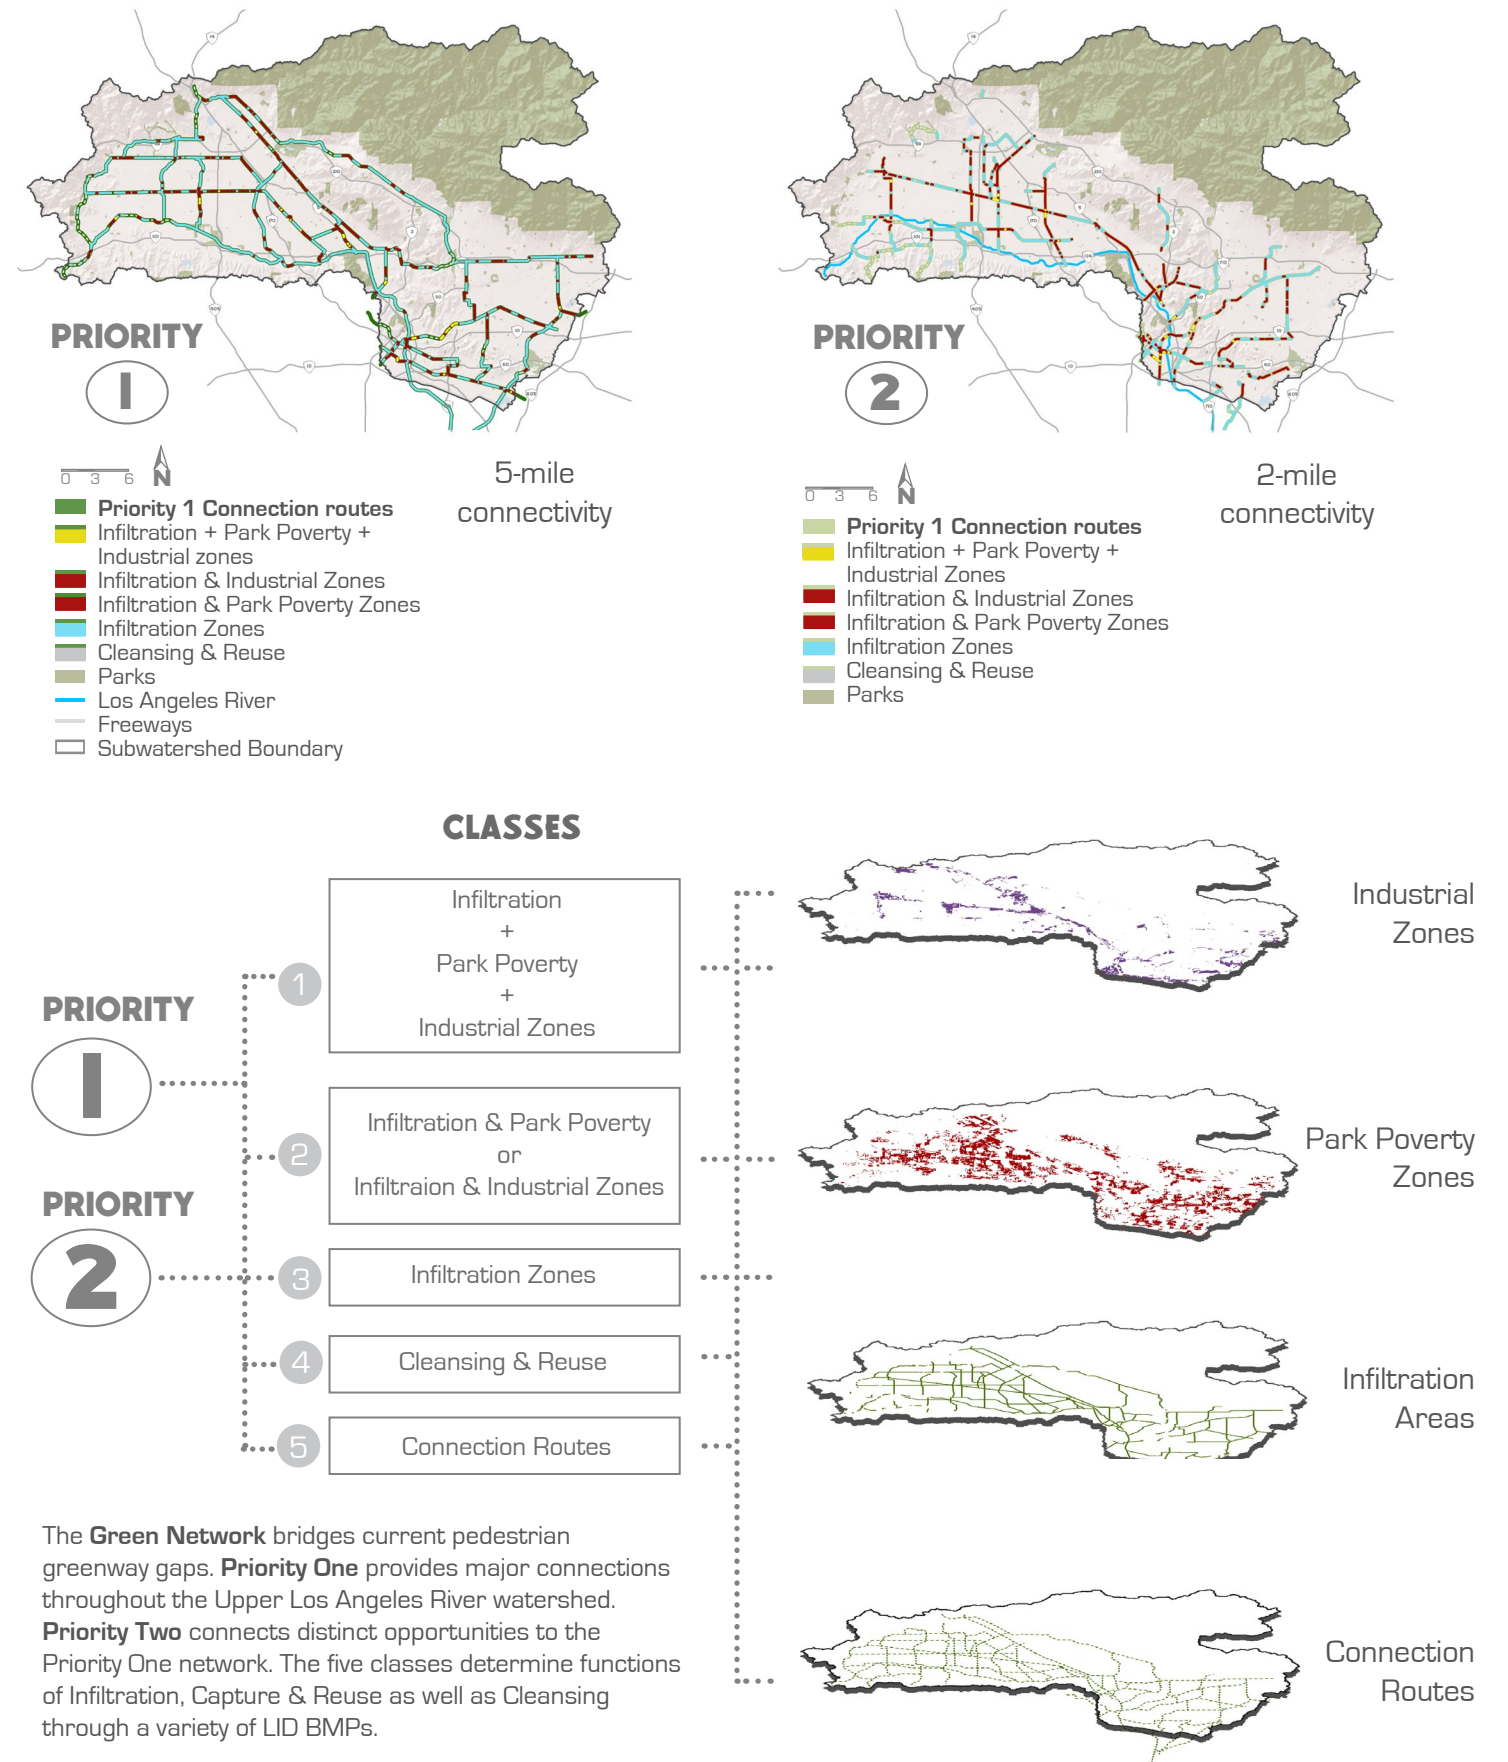 PRIORITY
1
0 3 6 N
5-mile
connectivity
Priority 1 Connection routes
Infiltration + Park Poverty +
Industrial zones
Infiltration & Industrial Zones
Infiltration & Park Poverty Zones
Infiltration Zones
Cleansing & Reuse
Parks
Los Angeles River
Freeways
Subwatershed Boundary
PRIORITY
2
0 3 6 N
2-mile
connectivity
Priority 1 Connection routes
Infiltration + Park Poverty +
Industrial Zones
Infiltration & Industrial Zones
Infiltration & Park Poverty Zones
Infiltration Zones
Cleansing & Reuse
Parks
CLASSES
PRIORITY
1
PRIORITY
2
1
Infiltration
+
Park Poverty
+
Industrial Zones
2
Infiltration & Park Poverty
or
Infiltraion & Industrial Zones
3
Infiltration Zones
4
Cleansing & Reuse
5
Connection Routes
Industrial
Zones
Park Poverty
Zones
Infiltration
Areas
Connection
Routes
The Green Network bridges current pedestrian
greenway gaps. Priority One provides major connections
throughout the Upper Los Angeles River watershed.
Priority Two connects distinct opportunities to the
Priority One network. The five classes determine functions
of Infiltration, Capture & Reuse as well as Cleansing
through a variety of LID BMPs.